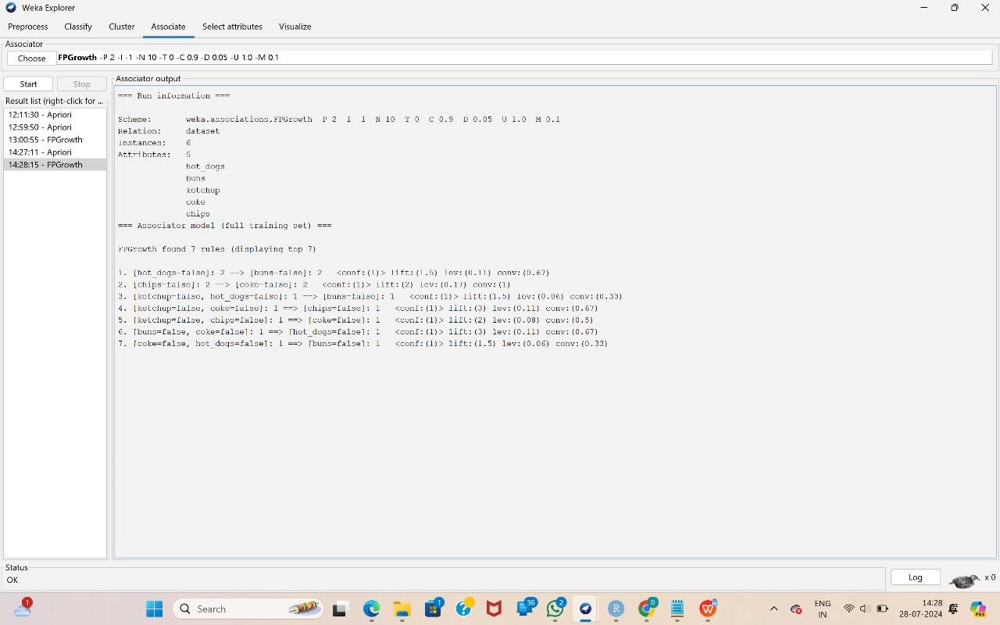 Weka Explorer
Preprocess Classify Cluster Associate Select attributes Visualize
Associator
Choose FPGrowth -P 2 -I -1 -N 10 -T 0 -C 0.9 -D 0.05 -U 1.0 -M 0.1
Start Stop
Result list (right-click for ...
12:11:30 - Apriori
12:59:50 - Apriori
13:00:55 - FPGrowth
14:27:11 - Apriori
14:28:15 - FPGrowth
Associator output
=== Run information ===
Scheme: weka.associations.FPGrowth P 2 I 1 N 10 T 0 C 0.9 D 0.05 U 1.0 M 0.1
Relation: dataset
Instances: 6
Attributes: 5
hot_dogs
buns
ketchup
coke
chips
=== Associator model (full training set) ===
FPGrowth found 7 rules (displaying top 7)
1. [hot_dogs=false]: 2 ==> [buns=false]: 2 <conf:(1)> lift:(1.5) lev:(0.11) conv:(0.67)
2. [chips=false]: 2 ==> [coke=false]: 2 <conf:(1)> lift:(2) lev:(0.17) conv:(1)
3. [ketchup=false, hot_dogs=false]: 1 ==> [buns=false]: 1 <conf:(1)> lift:(1.5) lev:(0.06) conv:(0.33)
4. [ketchup=false, coke=false]: 1 ==> [chips=false]: 1 <conf:(1)> lift:(3) lev:(0.11) conv:(0.67)
5. [ketchup=false, chips=false]: 1 ==> [coke=false]: 1 <conf:(1)> lift:(2) lev:(0.08) conv:(0.5)
6. [buns=false, coke=false]: 1 ==> [hot_dogs=false]: 1 <conf:(1)> lift:(3) lev:(0.11) conv:(0.67)
7. [coke=false, hot_dogs=false]: 1 ==> [buns=false]: 1 <conf:(1)> lift:(1.5) lev:(0.06) conv:(0.33)
Status
OK
Log
x 0
1
Search
1
36
2
R
D
W
ENG
IN
14:28
28-07-2024
PRE